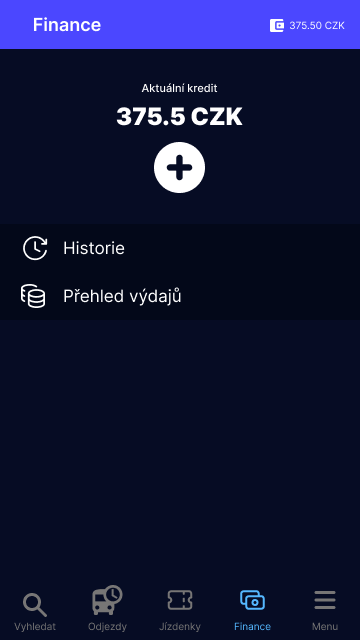 Finance
375.50 CZK
Aktuální kredit
375.5 CZK
Historie
Přehled výdajů
Vyhledat
Odjezdy
Jízdenky
Finance
Menu